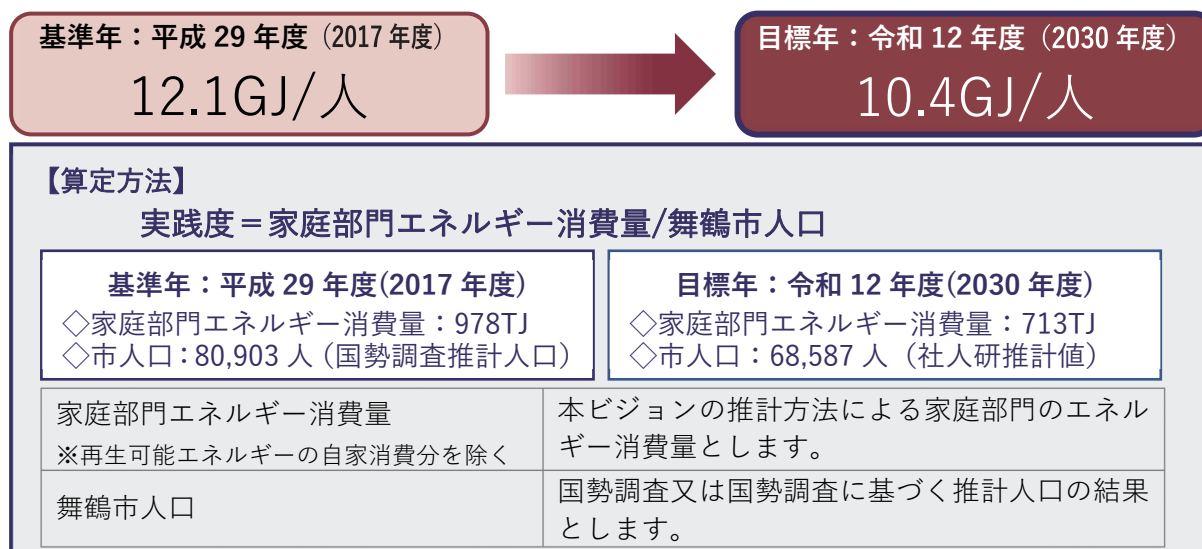 基準年：平成 29 年度（2017 年度）
12.1GJ/人
目標年：令和 12 年度（2030 年度）
10.4GJ/人
【算定方法】
実践度＝家庭部門エネルギー消費量/舞鶴市人口
基準年：平成 29 年度(2017 年度)
◇家庭部門エネルギー消費量：978TJ
◇市人口：80,903 人（国勢調査推計人口）
目標年：令和 12 年度(2030 年度)
◇家庭部門エネルギー消費量：713TJ
◇市人口：68,587 人（社人研推計値）
家庭部門エネルギー消費量
※再生可能エネルギーの自家消費分を除く
本ビジョンの推計方法による家庭部門のエネル
ギー消費量とします。
舞鶴市人口
国勢調査又は国勢調査に基づく推計人口の結果
とします。